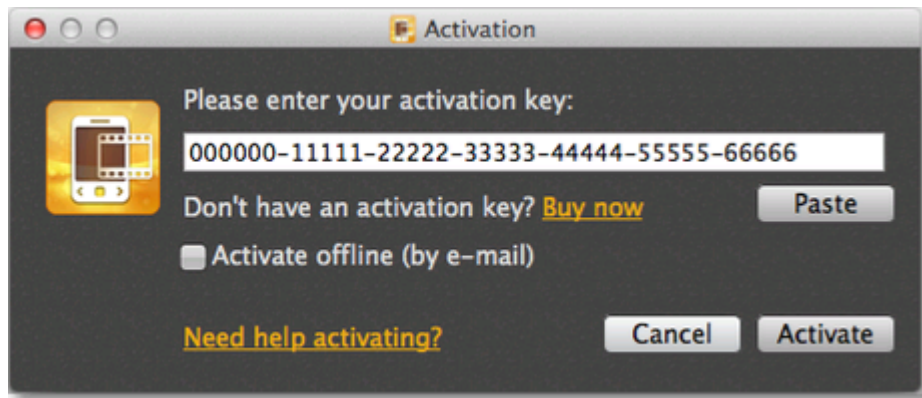 Activation
Please enter your activation key:
000000-11111-22222-33333-44444-55555-66666
Don't have an activation key? Buy now
Paste
Activate offline (by e-mail)
Need help activating?
Cancel
Activate